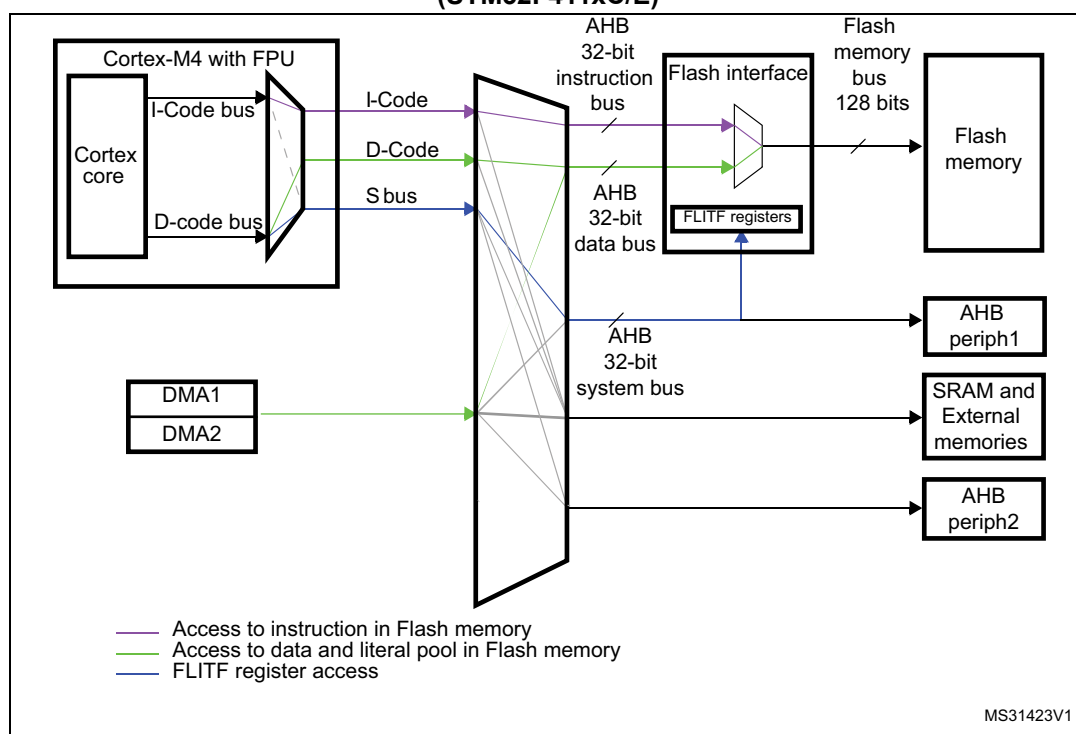 (STM32F411xC/E)
Cortex-M4 with FPU
Cortex
core
I-Code bus
D-code bus
I-Code
D-Code
S bus
AHB
32-bit
instruction
bus
AHB
32-bit
data bus
AHB
32-bit
system bus
Flash interface
FLITF registers
Flash
memory
bus
128 bits
Flash
memory
AHB
periph1
SRAM and
External
memories
AHB
periph2
DMA1
DMA2
Access to instruction in Flash memory
Access to data and literal pool in Flash memory
FLITF register access
MS31423V1